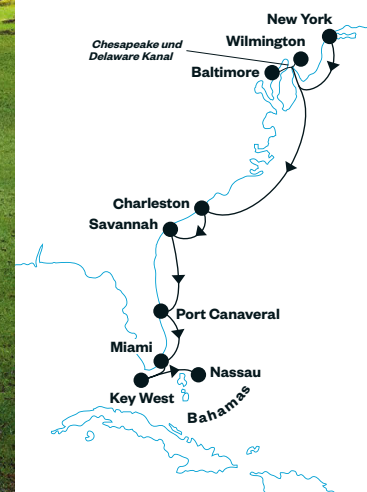 New York
Wilmington
Chesapeake und
Delaware Kanal
Baltimore
Charleston
Savannah
Port Canaveral
Miami
Nassau
Key West
Bahamas